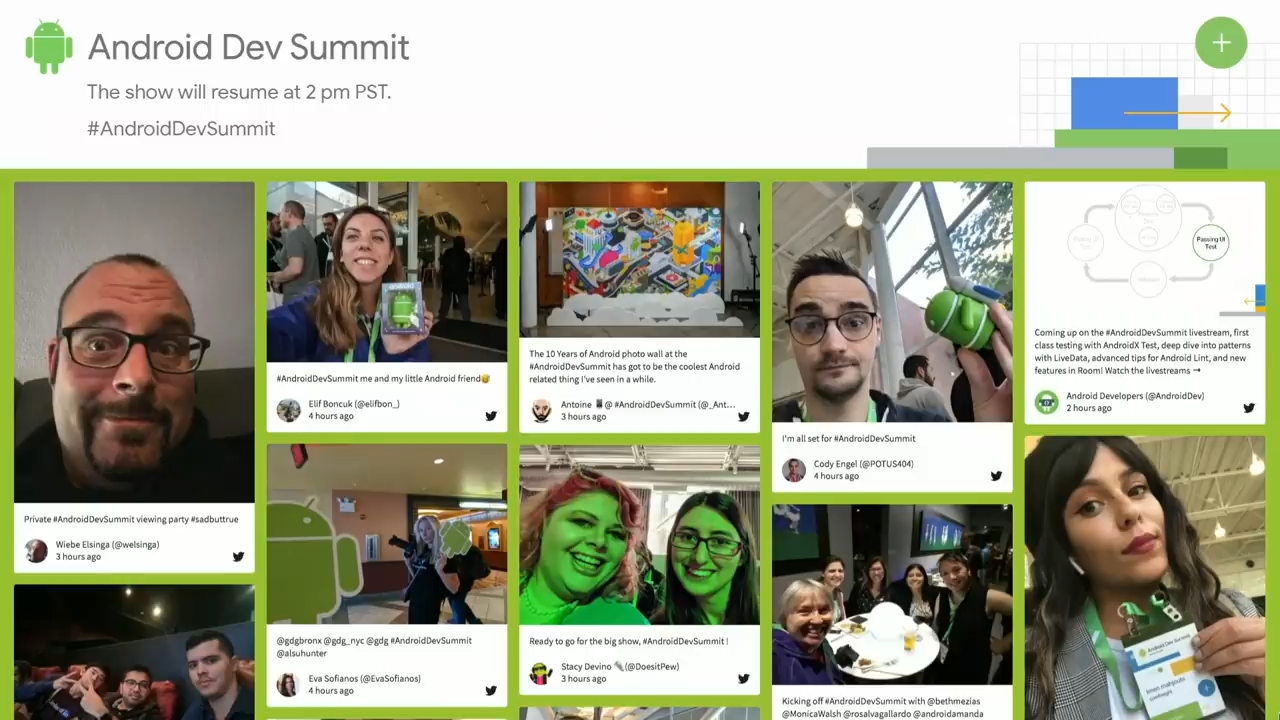 Android Dev Summit
The show will resume at 2 pm PST.
#AndroidDevSummit
Private #AndroidDevSummit viewing party #sadbuttrue
Wiebe Elsinga (@welsinga)
3 hours ago
#AndroidDevSummit me and my little Android friend😅
Elif Boncuk (@elifbon_)
4 hours ago
@gdgbronx @gdg_nyc @gdg #AndroidDevSummit
@alsuhunter
Eva Sofianos (@EvaSofianos)
4 hours ago
The 10 Years of Android photo wall at the
#AndroidDevSummit has got to be the coolest Android
related thing I've seen in a while.
Antoine 📱@ #AndroidDevSummit (@_Ant...
3 hours ago
Ready to go for the big show, #AndroidDevSummit !
Stacy Devino (@DoesitPew)
3 hours ago
I'm all set for #AndroidDevSummit
Cody Engel (@POTUS404)
4 hours ago
Kicking off #AndroidDevSummit with @bethmezias
@MonicaWalsh @rosalvagallardo @androidamanda
Passing UI
Test
Coming up on the #AndroidDevSummit livestream, first
class testing with AndroidX Test, deep dive into patterns
with LiveData, advanced tips for Android Lint, and new
features in Room! Watch the livestreams →
Android Developers (@AndroidDev)
2 hours ago
Android Dev Summit